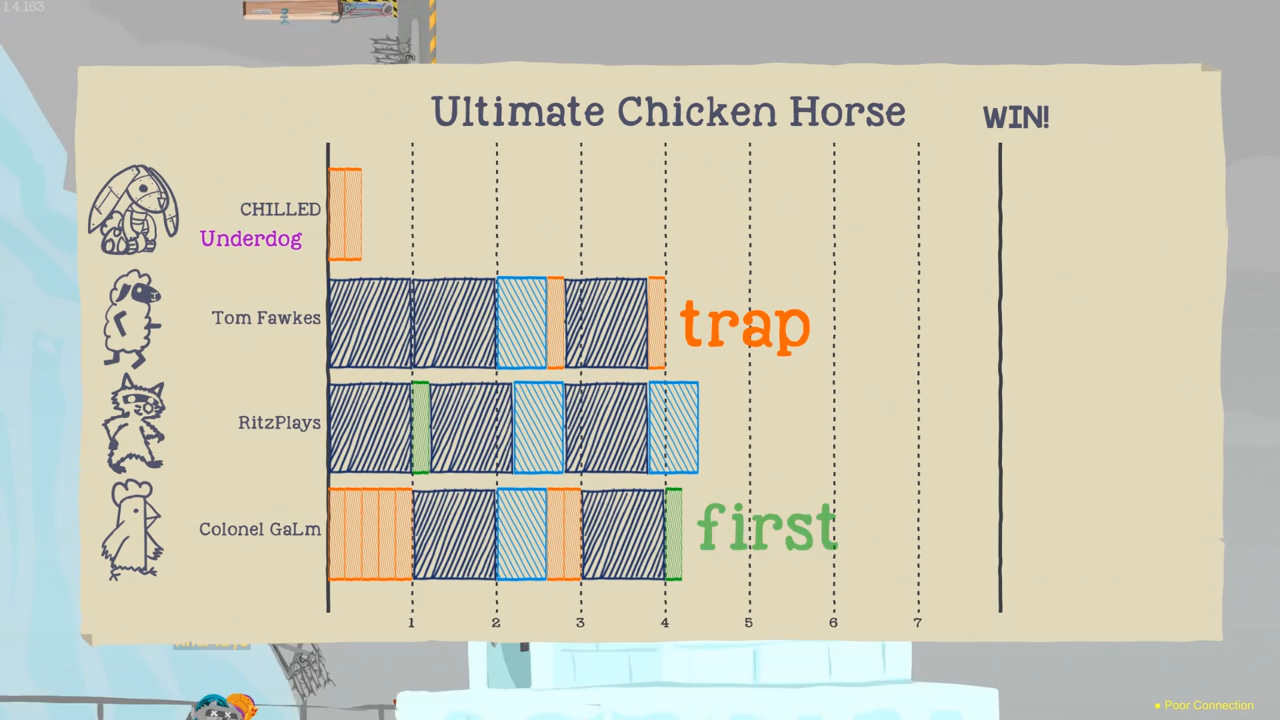 1.4.163
Ultimate Chicken Horse
WIN!
CHILLED
Underdog
Tom Fawkes
trap
RitzPlays
Colonel GaLm
first
1 2 3 4 5 6 7
● Poor Connection